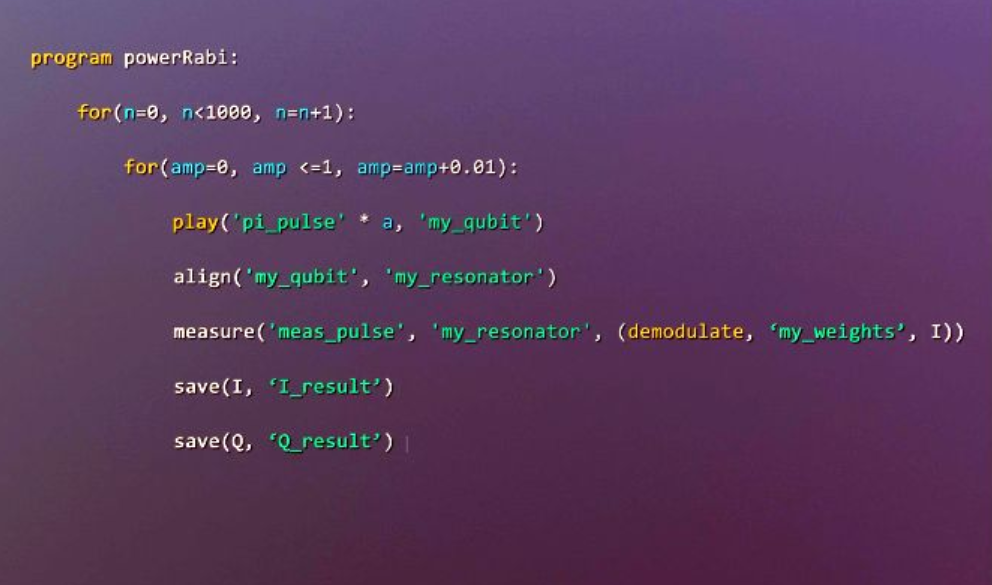 program powerRabi:
for(n=0, n<1000, n=n+1):
for(amp=0, amp <=1, amp=amp+0.01):
play('pi_pulse' * a, 'my_qubit')
align('my_qubit', 'my_resonator')
measure('meas_pulse', 'my_resonator', (demodulate, ‘my_weights’, I))
save(I, ‘I_result’)
save(Q, ‘Q_result’)